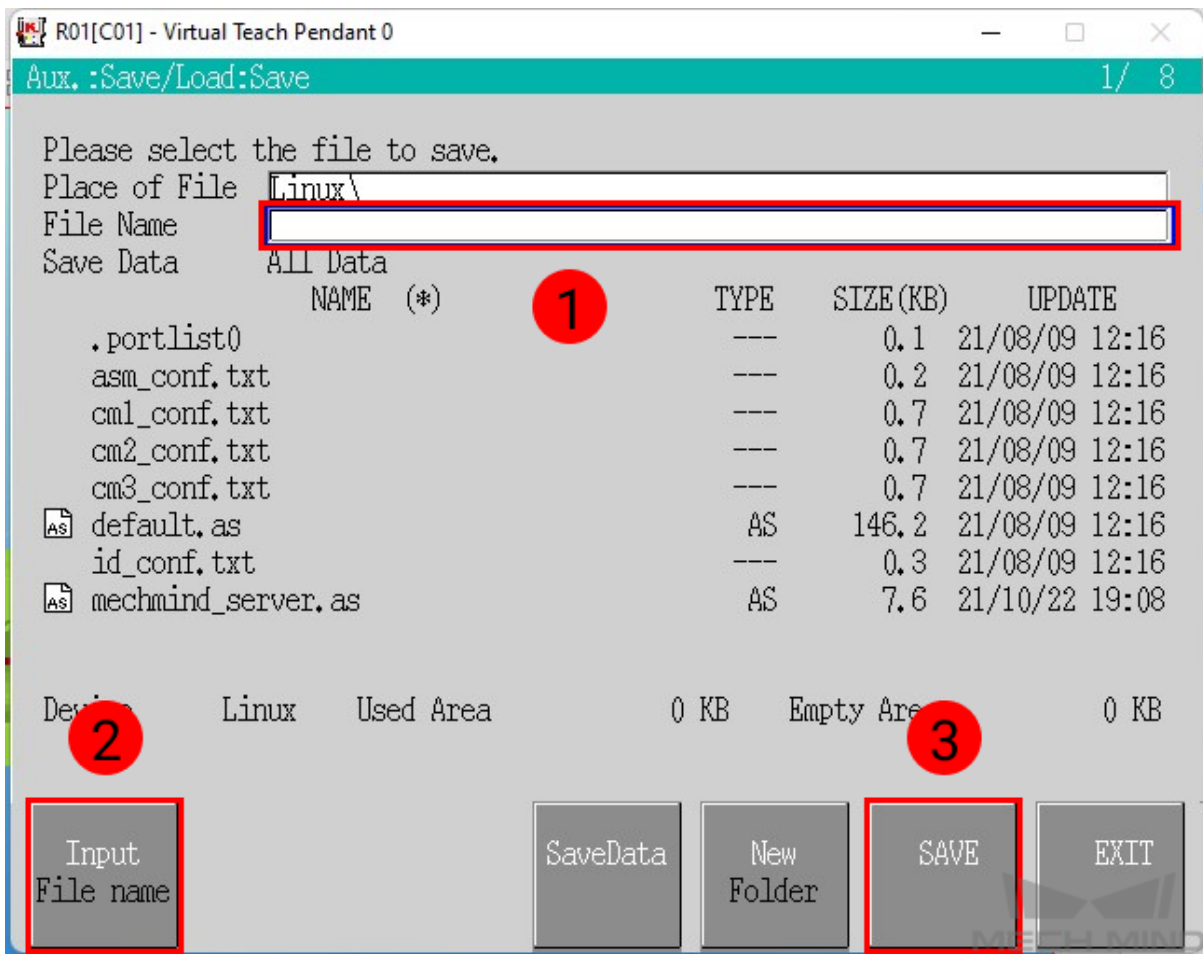 R01[C01] - Virtual Teach Pendant 0
Aux.:Save/Load:Save 1/ 8
Please select the file to save.
Place of File Linux\
File Name
Save Data All Data
NAME (*) TYPE SIZE(KB) UPDATE
.portlist0 --- 0.1 21/08/09 12:16
asm_conf.txt --- 0.2 21/08/09 12:16
cm1_conf.txt --- 0.7 21/08/09 12:16
cm2_conf.txt --- 0.7 21/08/09 12:16
cm3_conf.txt --- 0.7 21/08/09 12:16
AS default.as AS 146.2 21/08/09 12:16
id_conf.txt --- 0.3 21/08/09 12:16
AS mechmind_server.as AS 7.6 21/10/22 19:08
1
Linux Used Area 0 KB Empty 0 KB
2
3
Input
File name
SaveData
New
Folder
SAVE
EXIT
MECH MIND